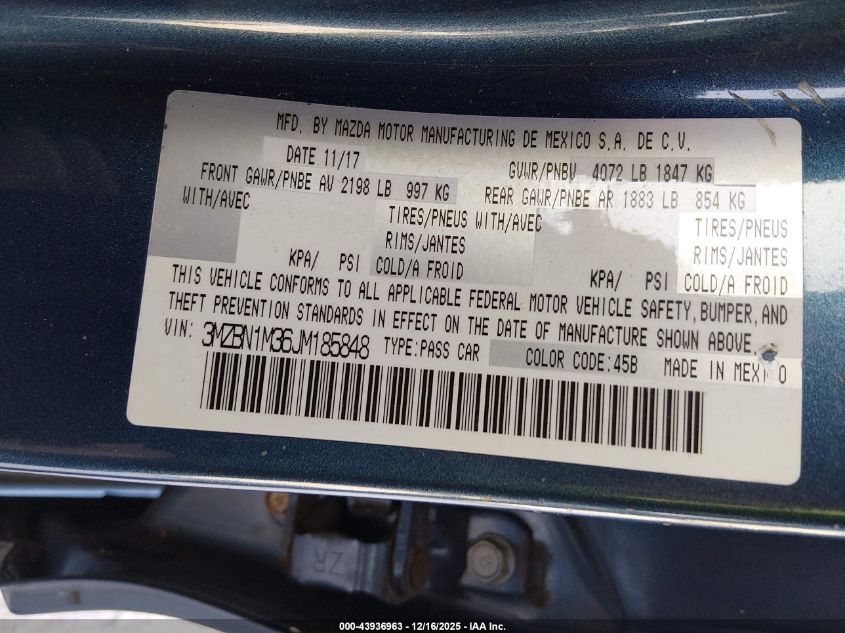 MFD. BY MAZDA MOTOR MANUFACTURING DE MEXICO S.A. DE C.V.
DATE 11/17 GVWR/PNBV 4072 LB 1847 KG
FRONT GAWR/PNBE AV 2198 LB 997 KG REAR GAWR/PNBE AR 1883 LB 854 KG
WITH/AVEC TIRES/PNEUS WITH/AVEC TIRES/PNEUS
RIMS/JANTES RIMS/JANTES
KPA/ PSI COLD/A FROID KPA/ PSI COLD/A FROID
THIS VEHICLE CONFORMS TO ALL APPLICABLE FEDERAL MOTOR VEHICLE SAFETY, BUMPER, AND
THEFT PREVENTION STANDARDS IN EFFECT ON THE DATE OF MANUFACTURE SHOWN ABOVE.
VIN: 3MZBN1M36JM185848 TYPE:PASS CAR COLOR CODE:45B MADE IN MEXICO
ZR
000-43936963 - 12/16/2025 - IAA Inc.